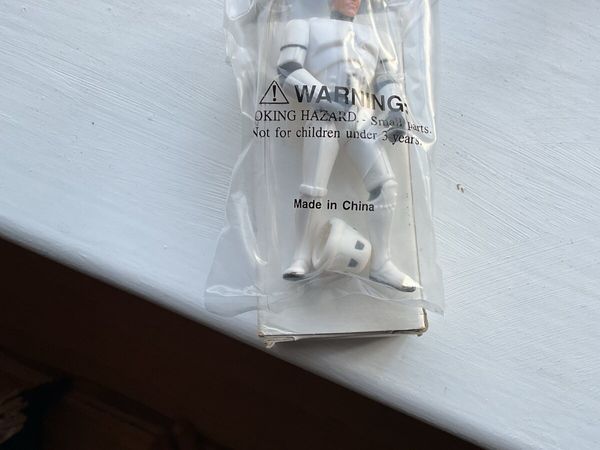 WARNING:
OKING HAZARD - Small parts.
Not for children under 3 years.
Made in China